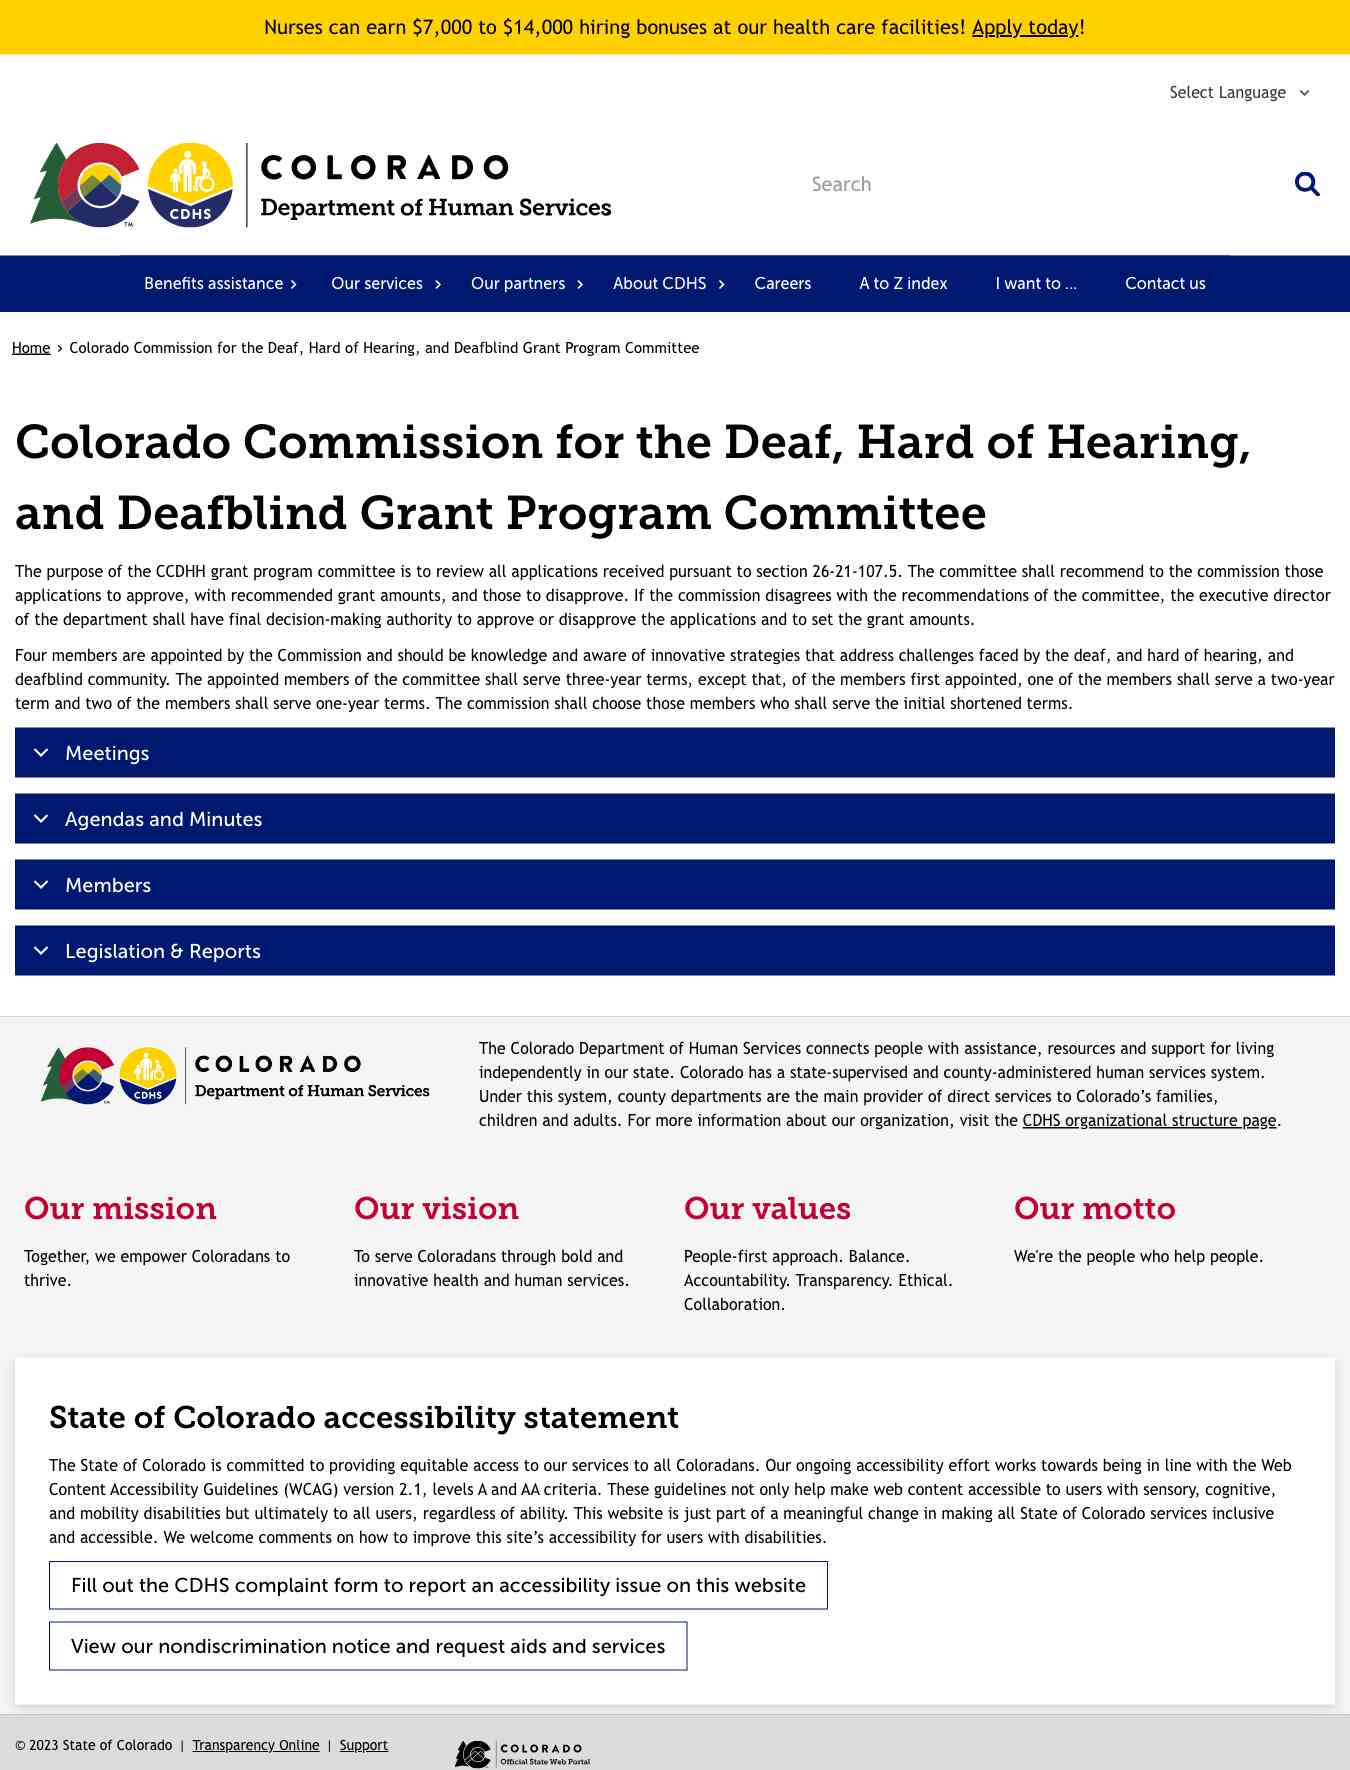 Nurses can earn $7,000 to $14,000 hiring bonuses at our health care facilities! Apply today!
Select Language
CDHS
TM
COLORADO
Department of Human Services
Search
Benefits assistance
Our services
Our partners
About CDHS
Careers
A to Z index
I want to ...
Contact us
Home › Colorado Commission for the Deaf, Hard of Hearing, and Deafblind Grant Program Committee
Colorado Commission for the Deaf, Hard of Hearing,
and Deafblind Grant Program Committee
The purpose of the CCDHH grant program committee is to review all applications received pursuant to section 26-21-107.5. The committee shall recommend to the commission those
applications to approve, with recommended grant amounts, and those to disapprove. If the commission disagrees with the recommendations of the committee, the executive director
of the department shall have final decision-making authority to approve or disapprove the applications and to set the grant amounts.
Four members are appointed by the Commission and should be knowledge and aware of innovative strategies that address challenges faced by the deaf, and hard of hearing, and
deafblind community. The appointed members of the committee shall serve three-year terms, except that, of the members first appointed, one of the members shall serve a two-year
term and two of the members shall serve one-year terms. The commission shall choose those members who shall serve the initial shortened terms.
Meetings
Agendas and Minutes
Members
Legislation & Reports
CDHS
COLORADO
Department of Human Services
The Colorado Department of Human Services connects people with assistance, resources and support for living
independently in our state. Colorado has a state-supervised and county-administered human services system.
Under this system, county departments are the main provider of direct services to Colorado’s families,
children and adults. For more information about our organization, visit the CDHS organizational structure page.
Our mission
Together, we empower Coloradans to
thrive.
Our vision
To serve Coloradans through bold and
innovative health and human services.
Our values
People-first approach. Balance.
Accountability. Transparency. Ethical.
Collaboration.
Our motto
We're the people who help people.
State of Colorado accessibility statement
The State of Colorado is committed to providing equitable access to our services to all Coloradans. Our ongoing accessibility effort works towards being in line with the Web
Content Accessibility Guidelines (WCAG) version 2.1, levels A and AA criteria. These guidelines not only help make web content accessible to users with sensory, cognitive,
and mobility disabilities but ultimately to all users, regardless of ability. This website is just part of a meaningful change in making all State of Colorado services inclusive
and accessible. We welcome comments on how to improve this site’s accessibility for users with disabilities.
Fill out the CDHS complaint form to report an accessibility issue on this website
View our nondiscrimination notice and request aids and services
© 2023 State of Colorado | Transparency Online | Support
COLORADO
Official State Web Portal